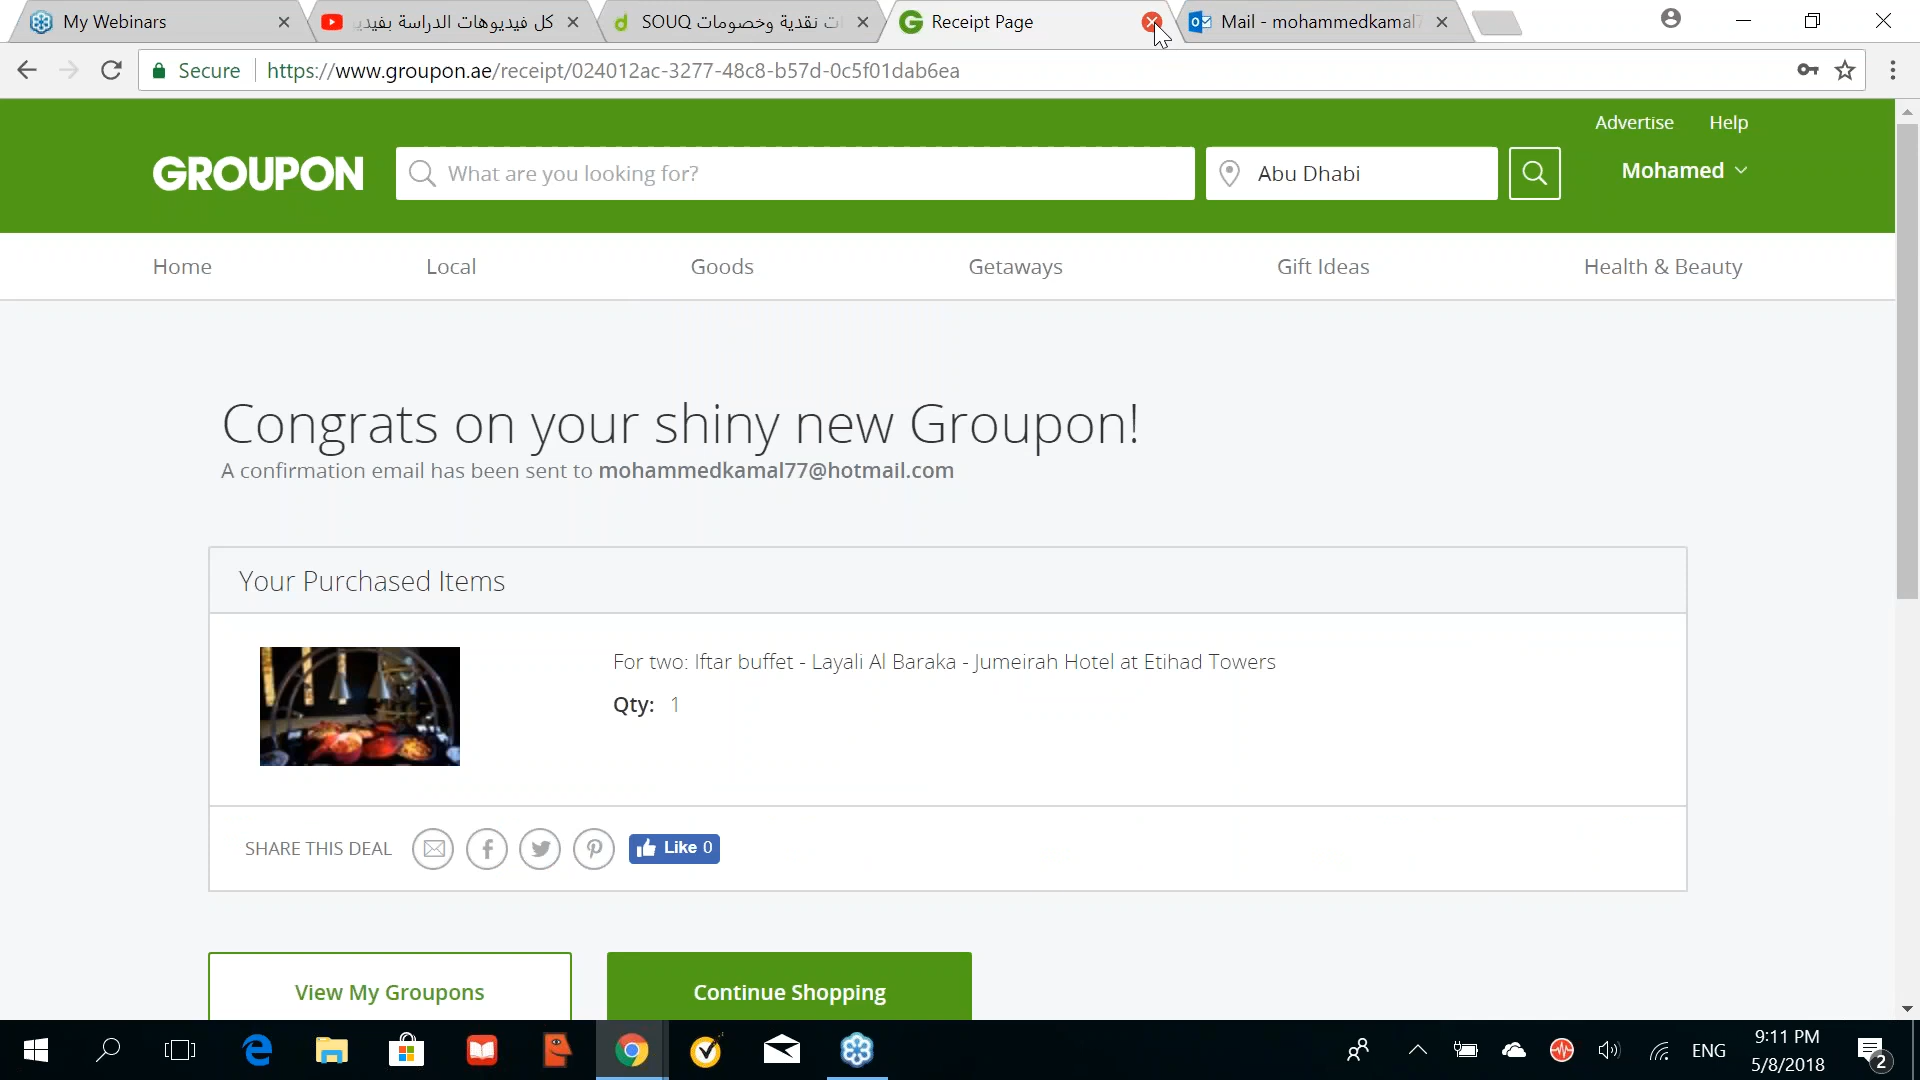 My Webinars
كل فيديوهات الدراسة بفيدي
SOUQ ات نقدية وخصومات
Receipt Page
Mail - mohammedkamal7
Secure
https://www.groupon.ae/receipt/024012ac-3277-48c8-b57d-0c5f01dab6ea
Advertise
Help
GROUPON
What are you looking for?
Abu Dhabi
Mohamed
Home
Local
Goods
Getaways
Gift Ideas
Health & Beauty
Congrats on your shiny new Groupon!
A confirmation email has been sent to mohammedkamal77@hotmail.com
Your Purchased Items
For two: Iftar buffet - Layali Al Baraka - Jumeirah Hotel at Etihad Towers
Qty: 1
SHARE THIS DEAL
Like 0
View My Groupons
Continue Shopping
ENG
9:11 PM
5/8/2018
2